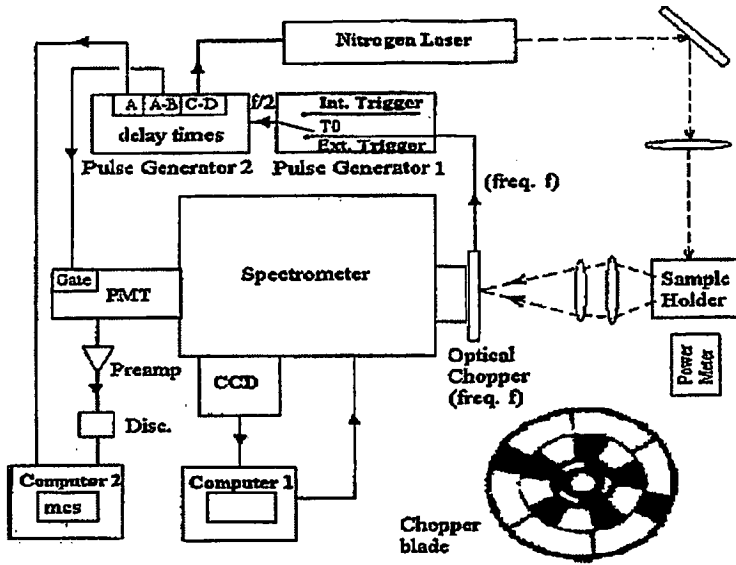 Nitrogen Laser
A A-B C-D
f/2
Int. Trigger
T0
Ext. Trigger
delay times
Pulse Generator 2
Pulse Generator 1
(freq. f)
Gate
PMT
Spectrometer
Sample
Holder
Preamp
CCD
Optical
Chopper
(freq. f)
Power
Meter
Disc.
Computer 2
mcs
Computer 1
Chopper
blade